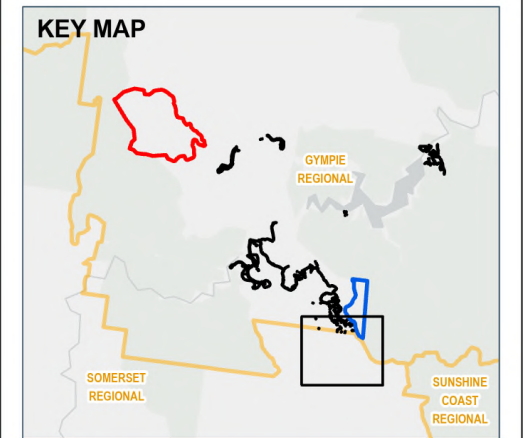 KEY MAP
GYMPIE
REGIONAL
SOMERSET
REGIONAL
SUNSHINE
COAST
REGIONAL